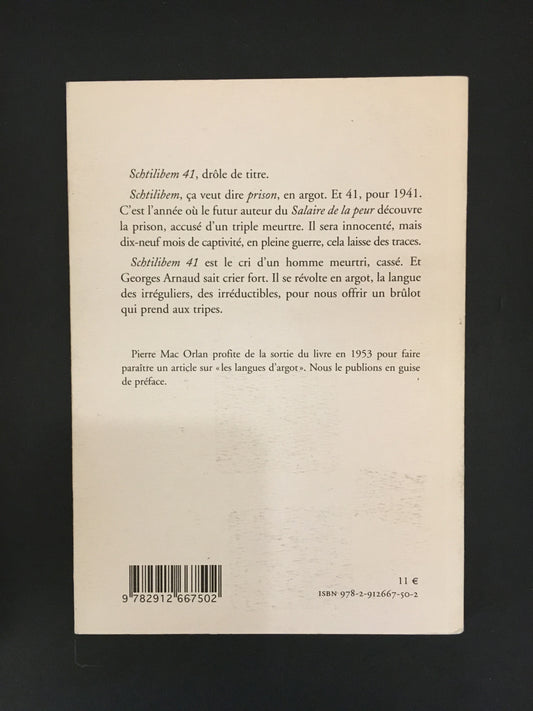 Schtilibem 41, drôle de titre.
Schtilibem, ça veut dire prison, en argot. Et 41, pour 1941.
C'est l'année où le futur auteur du Salaire de la peur découvre
la prison, accusé d'un triple meurtre. Il sera innocenté, mais
dix-neuf mois de captivité, en pleine guerre, cela laisse des traces.
Schtilibem 41 est le cri d'un homme meurtri, cassé. Et
Georges Arnaud sait crier fort. Il se révolte en argot, la langue
des irréguliers, des irréductibles, pour nous offrir un brûlot
qui prend aux tripes.
Pierre Mac Orlan profite de la sortie du livre en 1953 pour faire
paraître un article sur «les langues d'argot». Nous le publions en guise
de préface.
11 €
ISBN 978-2-912667-50-2
9 782912 667502